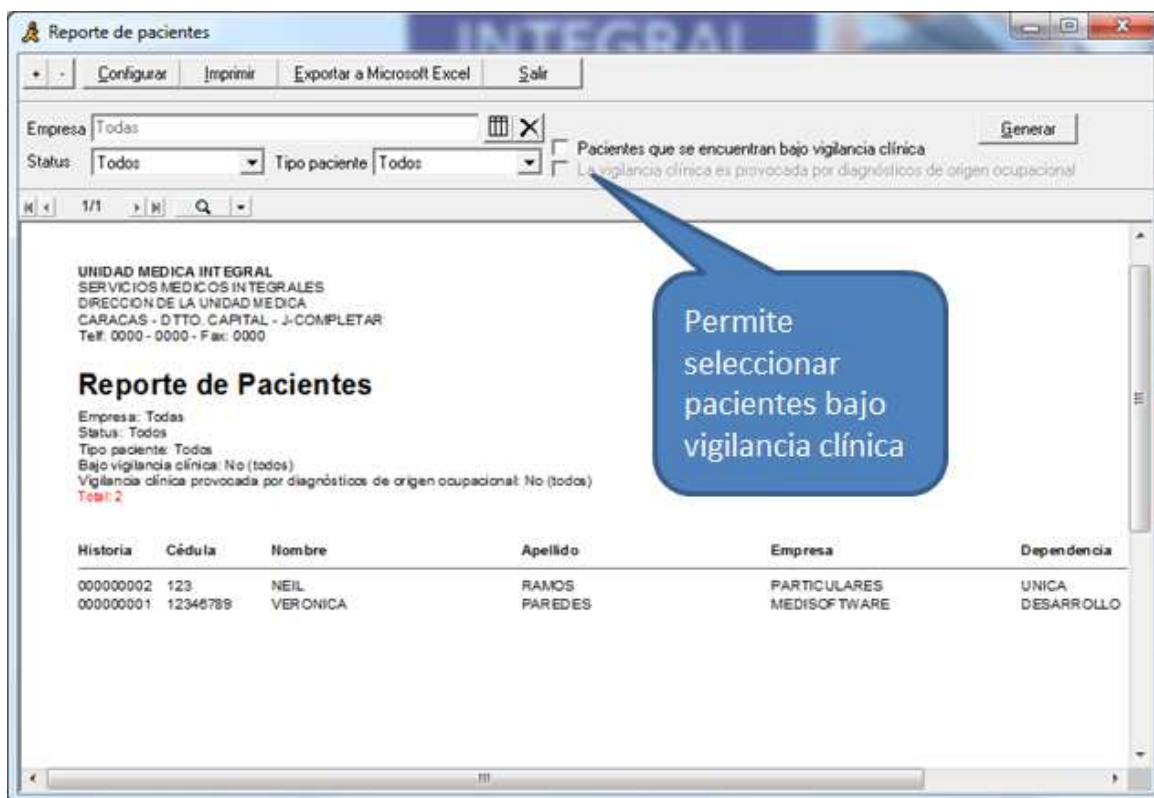 INTEGRAL
Reporte de pacientes
+ - Configurar Imprimir Exportar a Microsoft Excel Salir
Empresa Todas
Generar
Pacientes que se encuentran bajo vigilancia clínica
Status Todos Tipo paciente Todos
La vigilancia clínica es provocada por diagnósticos de origen ocupacional
1/1
UNIDAD MEDICA INTEGRAL
SERVICIOS MEDICOS INTEGRALES
DIRECCION DE LA UNIDAD MEDICA
CARACAS - DTTO. CAPITAL - J-COMPLETAR
Telf: 0000 - 0000 - Fax: 0000
Permite
seleccionar
pacientes bajo
vigilancia clínica
Reporte de Pacientes
Empresa: Todas
Status: Todos
Tipo paciente: Todos
Bajo vigilancia clínica: No (todos)
Vigilancia clínica provocada por diagnósticos de origen ocupacional: No (todos)
Total: 2
Historia Cédula Nombre Apellido Empresa Dependencia
000000002 123 NEIL RAMOS PARTICULARES UNICA
000000001 12346789 VERONICA PAREDES MEDISOFTWARE DESARROLLO